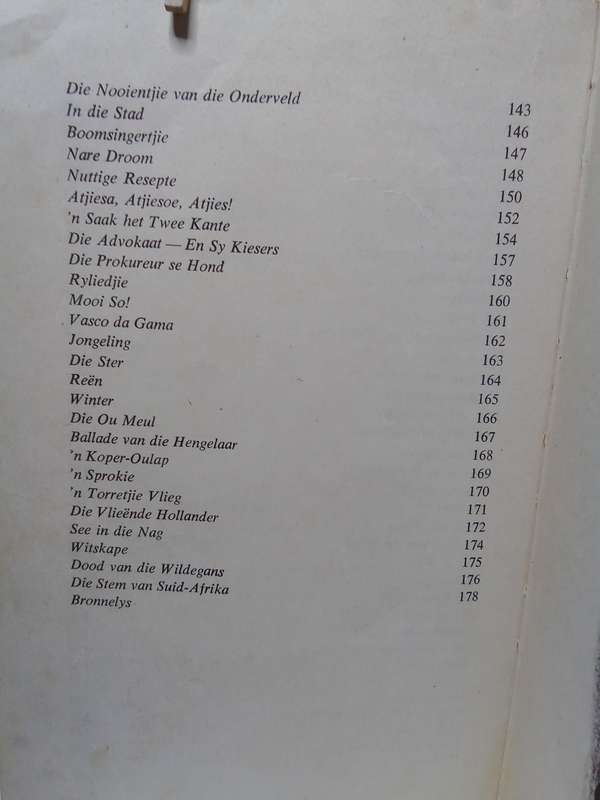 Die Nooientjie van die Onderveld
In die Stad 143
Boomsingertjie 146
Nare Droom 147
Nuttige Resepte 148
Atjiesa, Atjiesoe, Atjies! 150
'n Saak het Twee Kante 152
Die Advokaat — En Sy Kiesers 154
Die Prokureur se Hond 157
Ryliedjie 158
Mooi So! 160
Vasco da Gama 161
Jongeling 162
Die Ster 163
Reën 164
Winter 165
Die Ou Meul 166
Ballade van die Hengelaar 167
'n Koper-Oulap 168
'n Sprokie 169
'n Torretjie Vlieg 170
Die Vlieënde Hollander 171
See in die Nag 172
Witskape 174
Dood van die Wildegans 175
Die Stem van Suid-Afrika 176
Bronnelys 178